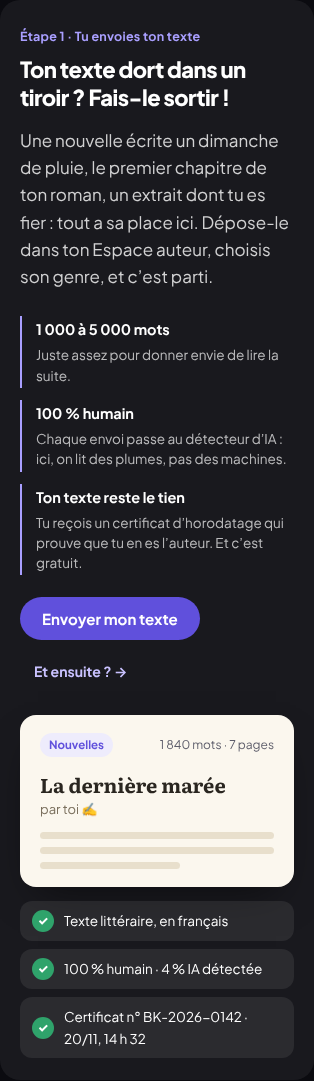 Étape 1 · Tu envoies ton texte
Ton texte dort dans un
tiroir ? Fais-le sortir !
Une nouvelle écrite un dimanche
de pluie, le premier chapitre de
ton roman, un extrait dont tu es
fier : tout a sa place ici. Dépose-le
dans ton Espace auteur, choisis
son genre, et c’est parti.
1 000 à 5 000 mots
Juste assez pour donner envie de lire la
suite.
100 % humain
Chaque envoi passe au détecteur d’IA :
ici, on lit des plumes, pas des machines.
Ton texte reste le tien
Tu reçois un certificat d’horodatage qui
prouve que tu en es l’auteur. Et c’est
gratuit.
Envoyer mon texte
Et ensuite ? →
Nouvelles
1 840 mots · 7 pages
La dernière marée
par toi ✍️
Texte littéraire, en français
100 % humain · 4 % IA détectée
Certificat n° BK-2026-0142 ·
20/11, 14 h 32